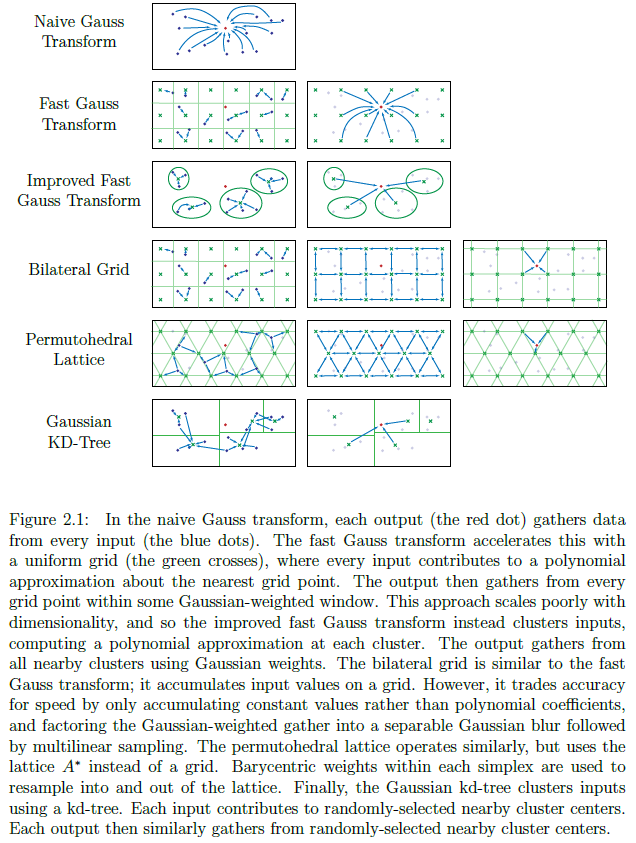 Naive Gauss
Transform
Fast Gauss
Transform
Improved Fast
Gauss Transform
Bilateral Grid
Permutohedral
Lattice
Gaussian
KD-Tree
Figure 2.1: In the naive Gauss transform, each output (the red dot) gathers data
from every input (the blue dots). The fast Gauss transform accelerates this with
a uniform grid (the green crosses), where every input contributes to a polynomial
approximation about the nearest grid point. The output then gathers from every
grid point within some Gaussian-weighted window. This approach scales poorly with
dimensionality, and so the improved fast Gauss transform instead clusters inputs,
computing a polynomial approximation at each cluster. The output gathers from
all nearby clusters using Gaussian weights. The bilateral grid is similar to the fast
Gauss transform; it accumulates input values on a grid. However, it trades accuracy
for speed by only accumulating constant values rather than polynomial coefficients,
and factoring the Gaussian-weighted gather into a separable Gaussian blur followed
by multilinear sampling. The permutohedral lattice operates similarly, but uses the
lattice A* instead of a grid. Barycentric weights within each simplex are used to
resample into and out of the lattice. Finally, the Gaussian kd-tree clusters inputs
using a kd-tree. Each input contributes to randomly-selected nearby cluster centers.
Each output then similarly gathers from randomly-selected nearby cluster centers.